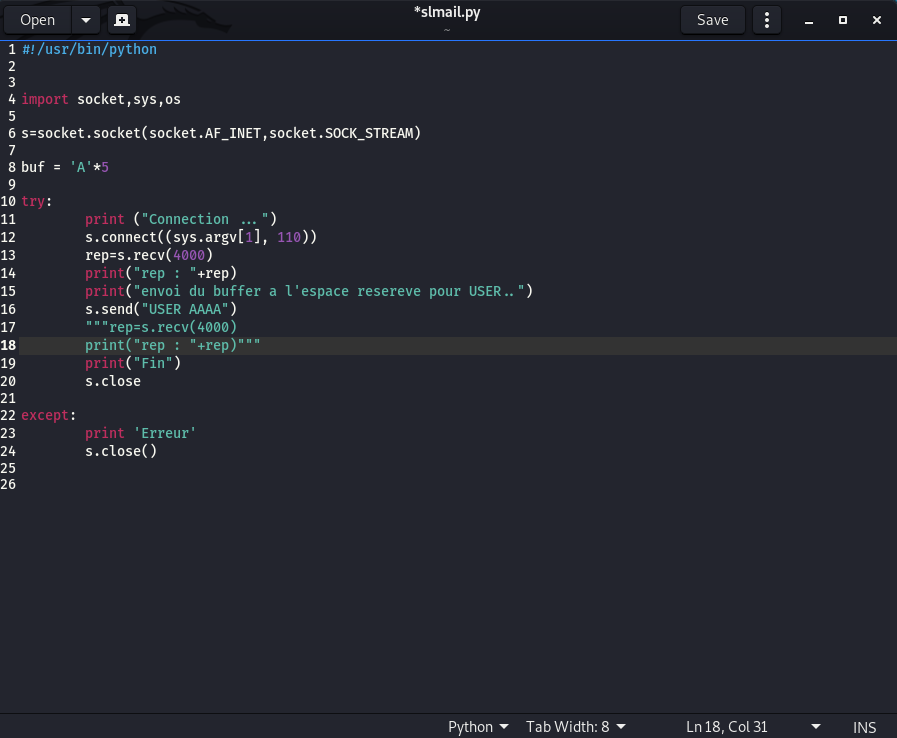 Open
*slmail.py
~
Save
1 #!/usr/bin/python
2
3
4 import socket,sys,os
5
6 s=socket.socket(socket.AF_INET,socket.SOCK_STREAM)
7
8 buf = 'A'*5
9
10 try:
11 print ("Connection ...")
12 s.connect((sys.argv[1], 110))
13 rep=s.recv(4000)
14 print("rep : "+rep)
15 print("envoi du buffer a l'espace resereve pour USER..")
16 s.send("USER AAAA")
17 """rep=s.recv(4000)
18 print("rep : "+rep)"""
19 print("Fin")
20 s.close
21
22 except:
23 print 'Erreur'
24 s.close()
25
26
Python Tab Width: 8 Ln 18, Col 31 INS